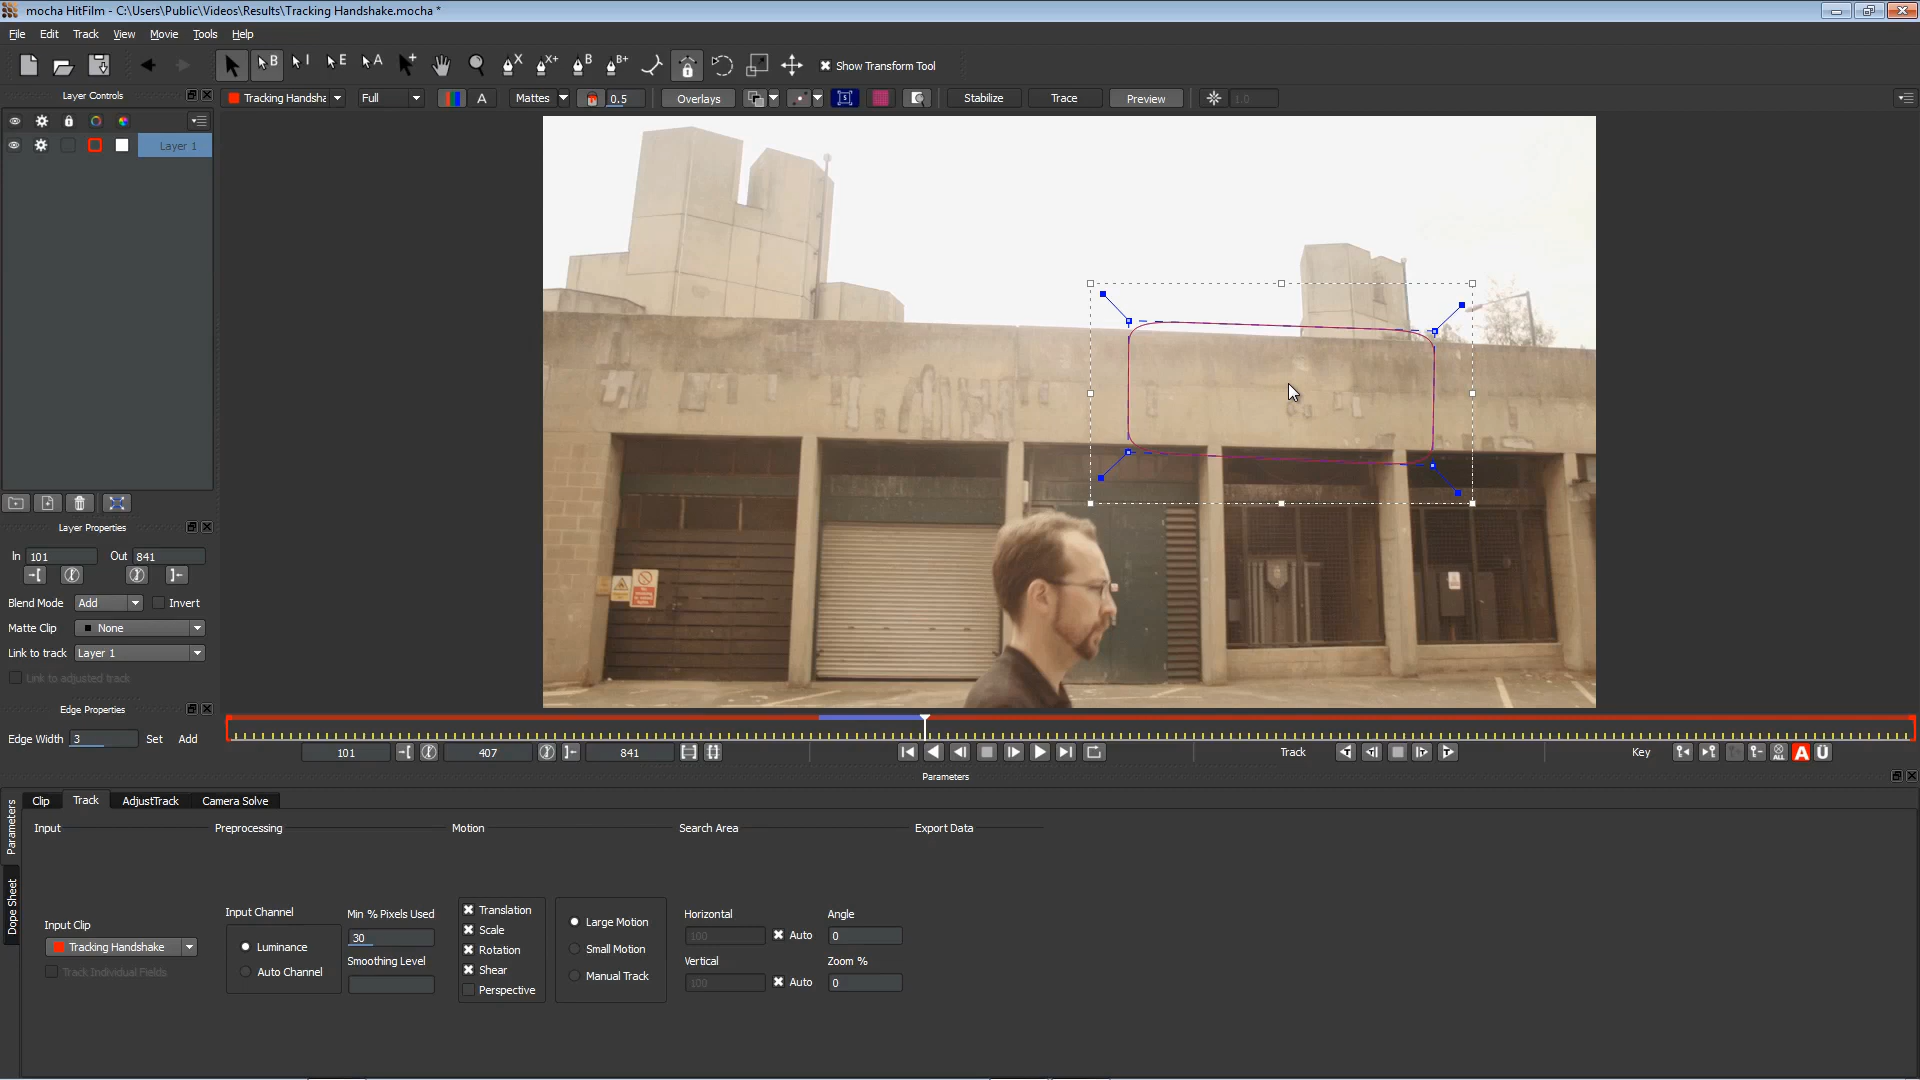 mocha HitFilm - C:\Users\Public\Videos\Results\Tracking Handshake.mocha *
File Edit Track View Movie Tools Help
B I E A X X+ B B+ Show Transform Tool
Layer Controls
Tracking Handsha Full A Mattes 0.5 Overlays Stabilize Trace Preview 1.0
Layer 1
Layer Properties
In 101 Out 841
Blend Mode Add Invert
Matte Clip None
Link to track Layer 1
Link to adjusted track
Edge Properties
Edge Width 3 Set Add
101 407 841 Track Key ALL A Ü
Parameters
Parameters
Dope Sheet
Clip Track AdjustTrack Camera Solve
Input Preprocessing Motion Search Area Export Data
Input Clip
Tracking Handshake
Track Individual Fields
Input Channel
Luminance
Auto Channel
Min % Pixels Used
30
Smoothing Level
Translation
Scale
Rotation
Shear
Perspective
Large Motion
Small Motion
Manual Track
Horizontal
100 Auto
Vertical
100 Auto
Angle
0
Zoom %
0